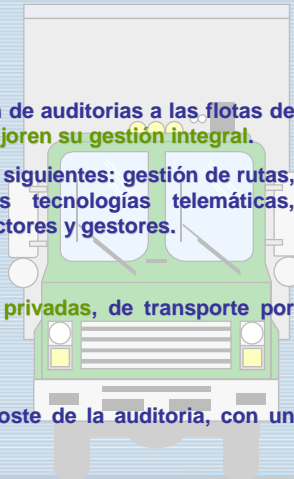 de auditorias a las flotas de
joren su gestión integral.
siguientes: gestión de rutas,
s tecnologías telemáticas,
ctores y gestores.
privadas, de transporte por
oste de la auditoria, con un